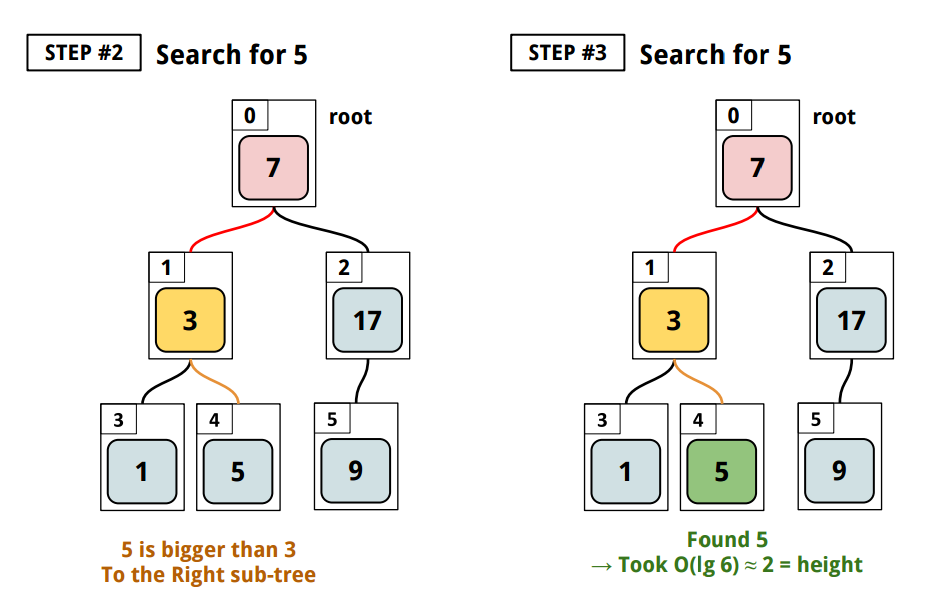 STEP #2 Search for 5
0 root
7
1 2
3 17
3 4 5
1 5 9
5 is bigger than 3
To the Right sub-tree
STEP #3 Search for 5
0 root
7
1 2
3 17
3 4 5
1 5 9
Found 5
→ Took O(lg 6) ≈ 2 = height